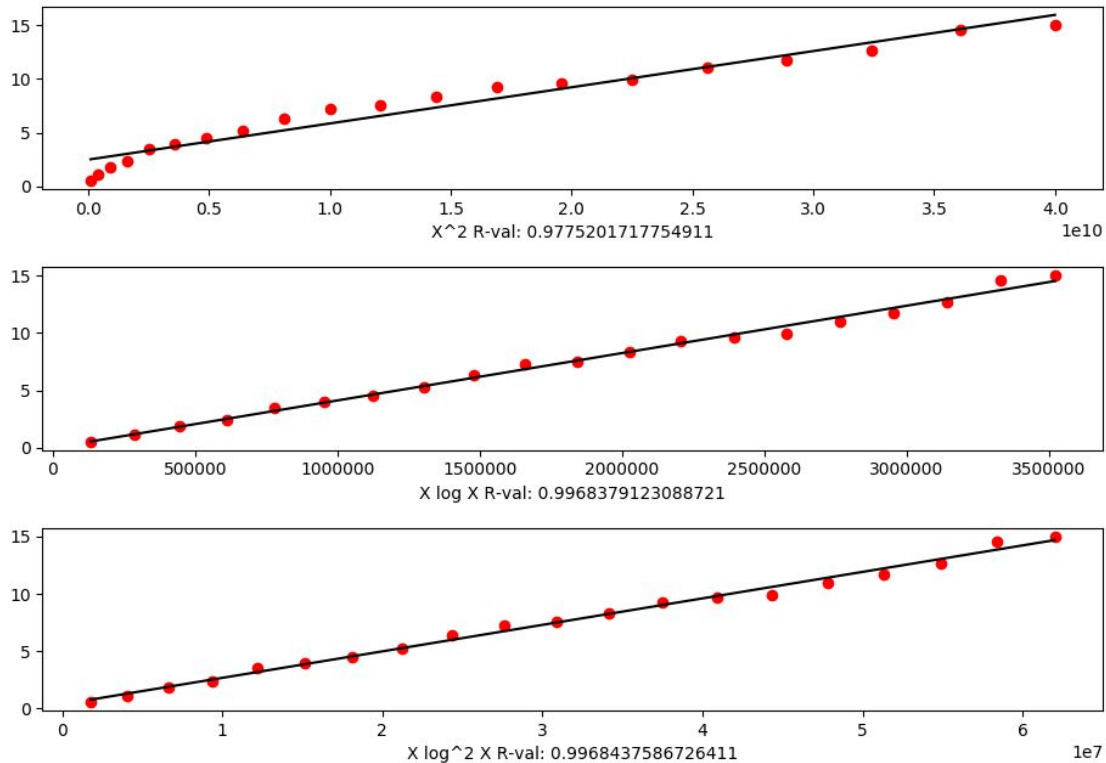 15
10
5
0
0.0 0.5 1.0 1.5 2.0 2.5 3.0 3.5 4.0
1e10
X^2 R-val: 0.9775201717754911
15
10
5
0
0 500000 1000000 1500000 2000000 2500000 3000000 3500000
X log X R-val: 0.9968379123088721
15
10
5
0
0 1 2 3 4 5 6
1e7
X log^2 X R-val: 0.9968437586726411